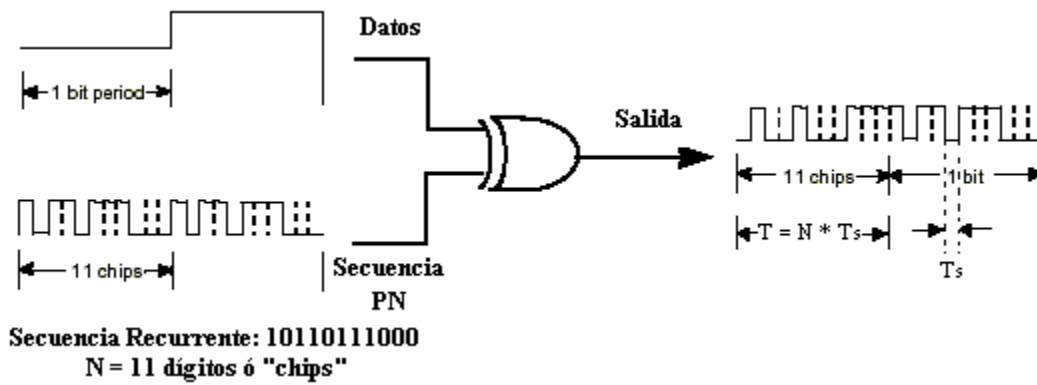 Datos
1 bit period
Salida
11 chips
1 bit
11 chips
T = N * Ts
Ts
Secuencia
PN
Secuencia Recurrente: 10110111000
N = 11 dígitos ó "chips"